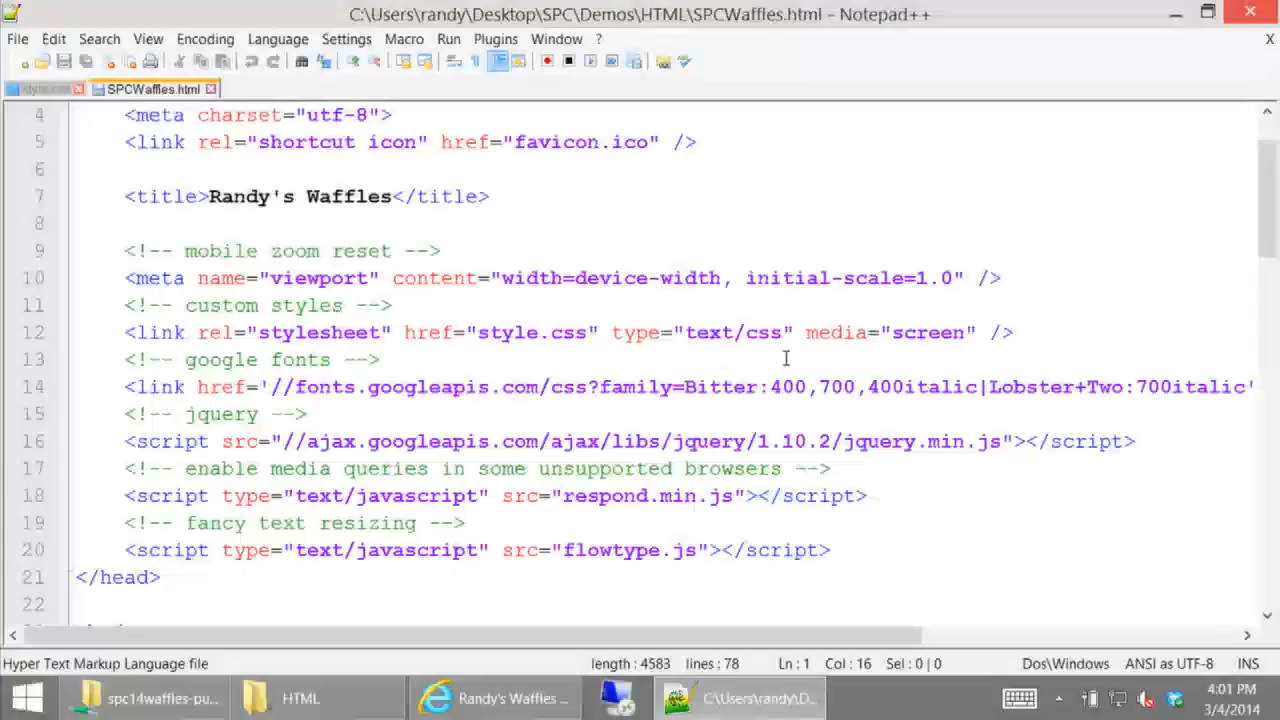 C:\Users\randy\Desktop\SPC\Demos\HTML\SPCWaffles.html - Notepad++
File Edit Search View Encoding Language Settings Macro Run Plugins Window ? X
style.css SPCWaffles.html
4 <meta charset="utf-8">
5 <link rel="shortcut icon" href="favicon.ico" />
6
7 <title>Randy's Waffles</title>
8
9 <!-- mobile zoom reset -->
10 <meta name="viewport" content="width=device-width, initial-scale=1.0" />
11 <!-- custom styles -->
12 <link rel="stylesheet" href="style.css" type="text/css" media="screen" />
13 <!-- google fonts -->
14 <link href='//fonts.googleapis.com/css?family=Bitter:400,700,400italic|Lobster+Two:700italic'
15 <!-- jquery -->
16 <script src="//ajax.googleapis.com/ajax/libs/jquery/1.10.2/jquery.min.js"></script>
17 <!-- enable media queries in some unsupported browsers -->
18 <script type="text/javascript" src="respond.min.js"></script>
19 <!-- fancy text resizing -->
20 <script type="text/javascript" src="flowtype.js"></script>
21 </head>
22
Hyper Text Markup Language file length : 4583 lines : 78 Ln : 1 Col : 16 Sel : 0 | 0 Dos\Windows ANSI as UTF-8 INS
spc14waffles-pu... HTML Randy's Waffles ... C:\Users\randy\D... 4:01 PM
3/4/2014